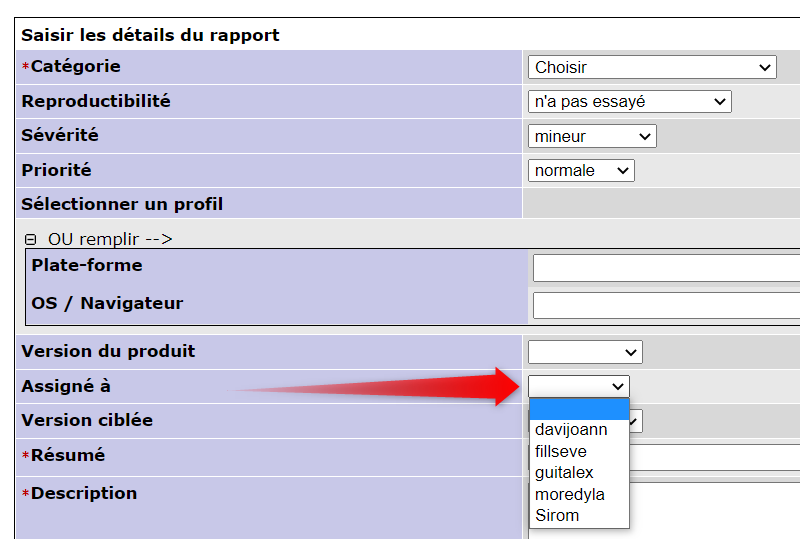 Saisir les détails du rapport
*Catégorie
Choisir
Reproductibilité
n'a pas essayé
Sévérité
mineur
Priorité
normale
Sélectionner un profil
OU remplir -->
Plate-forme
OS / Navigateur
Version du produit
Assigné à
Version ciblée
davijoann
fillseve
*Résumé
guitalex
*Description
moredyla
Sirom